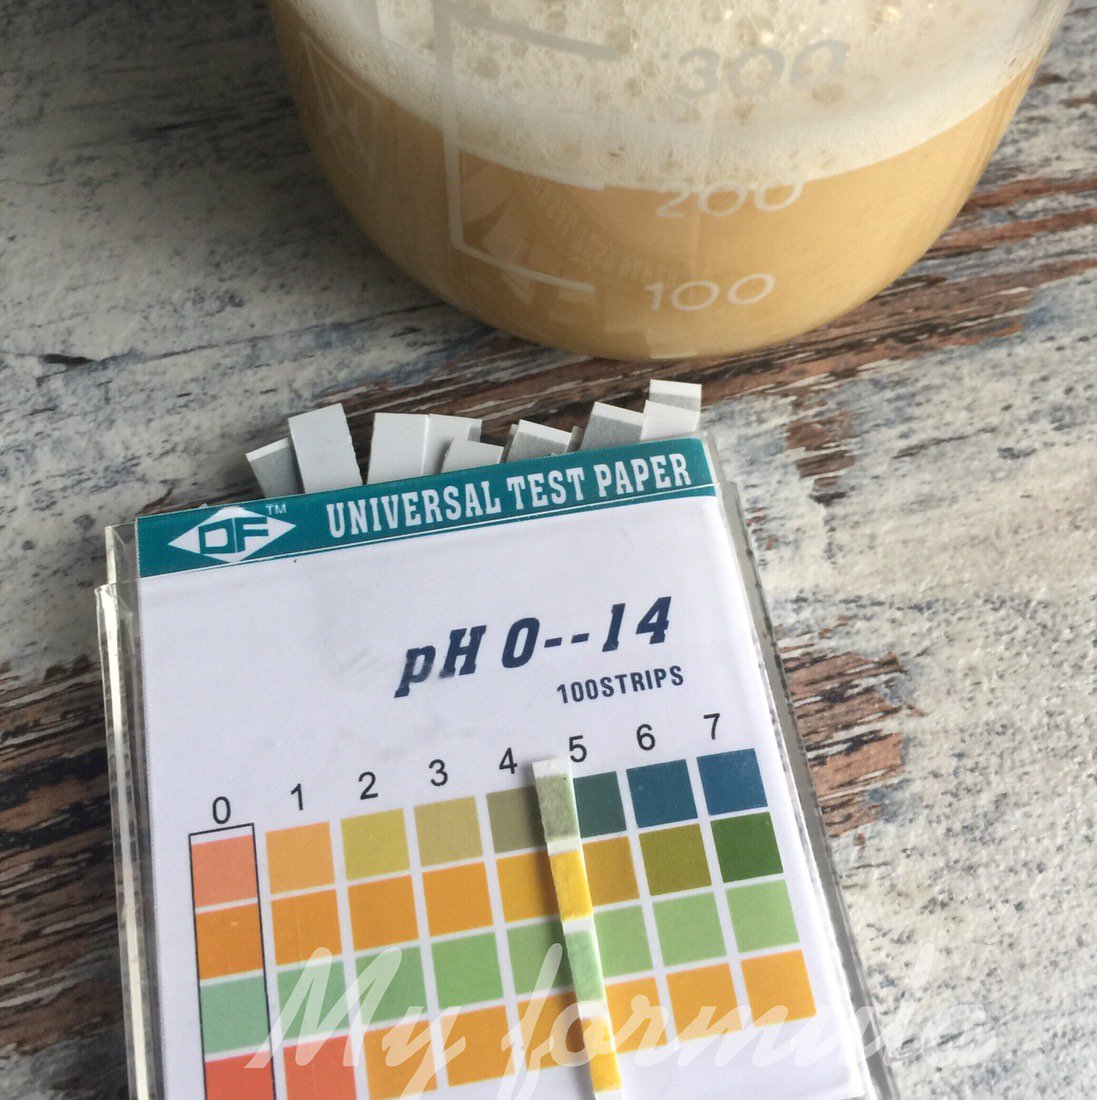 300
200
100
DF™ UNIVERSAL TEST PAPER
pH 0--14
100STRIPS
0 1 2 3 4 5 6 7
My formula